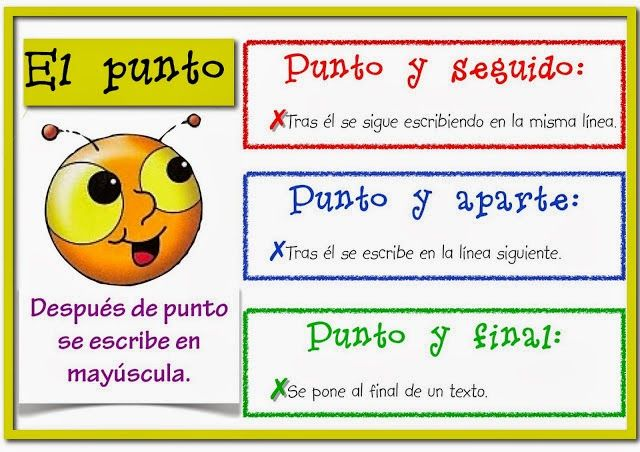 El punto
Después de punto
se escribe en
mayúscula.
Punto y seguido:
✗Tras él se sigue escribiendo en la misma línea.
Punto y aparte:
✗Tras él se escribe en la línea siguiente.
Punto y final:
✗Se pone al final de un texto.